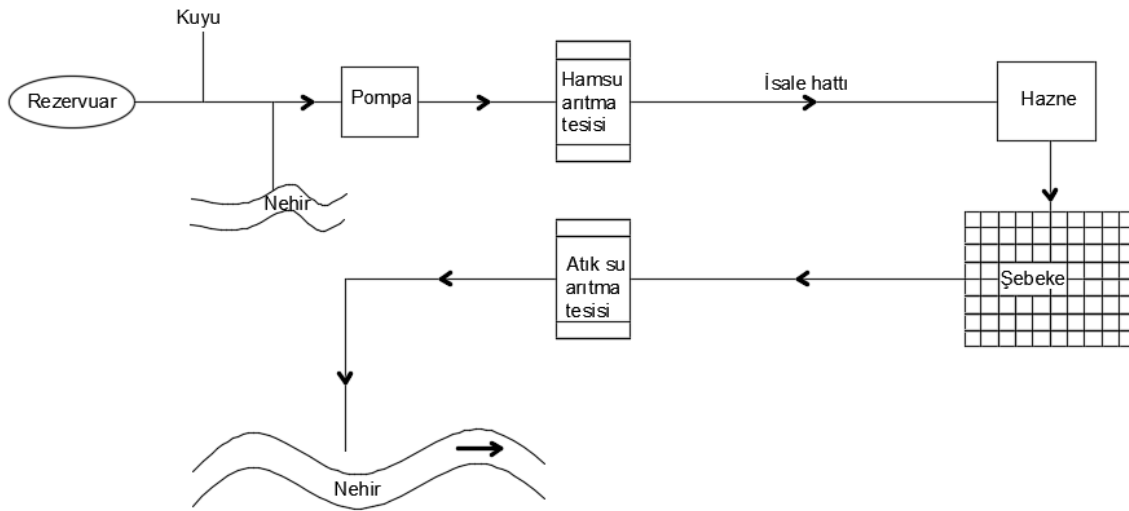 Kuyu
Rezervuar
Pompa
Hamsu
arıtma
tesisi
İsale hattı
Hazne
Nehir
Atık su
arıtma
tesisi
Şebeke
Nehir